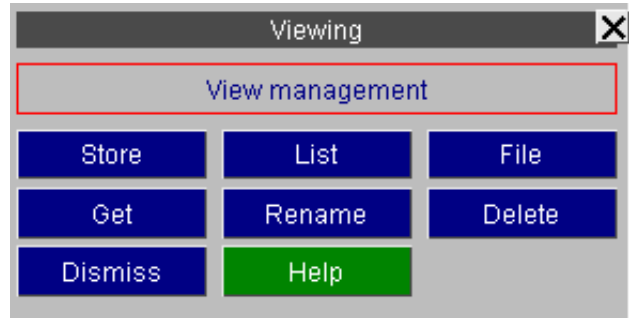 Viewing
View management
Store List File
Get Rename Delete
Dismiss Help